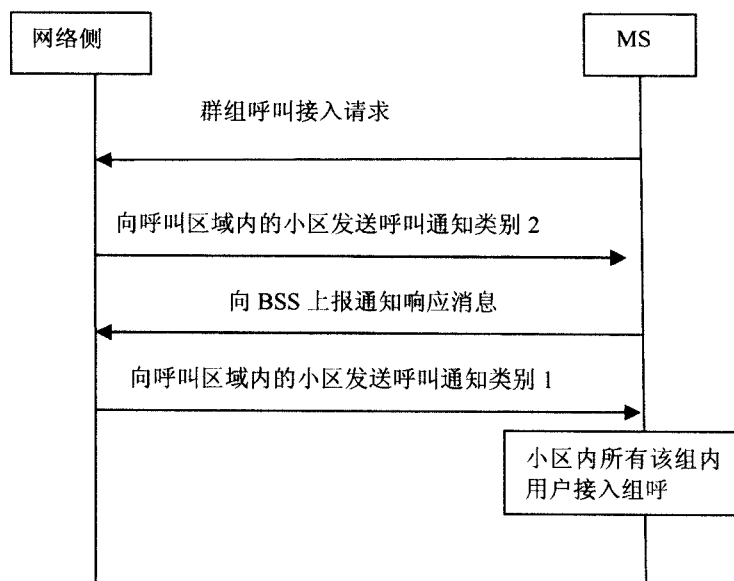 网络侧
MS
群组呼叫接入请求
向呼叫区域内的小区发送呼叫通知类别 2
向 BSS 上报通知响应消息
向呼叫区域内的小区发送呼叫通知类别 1
小区内所有该组内
用户接入组呼